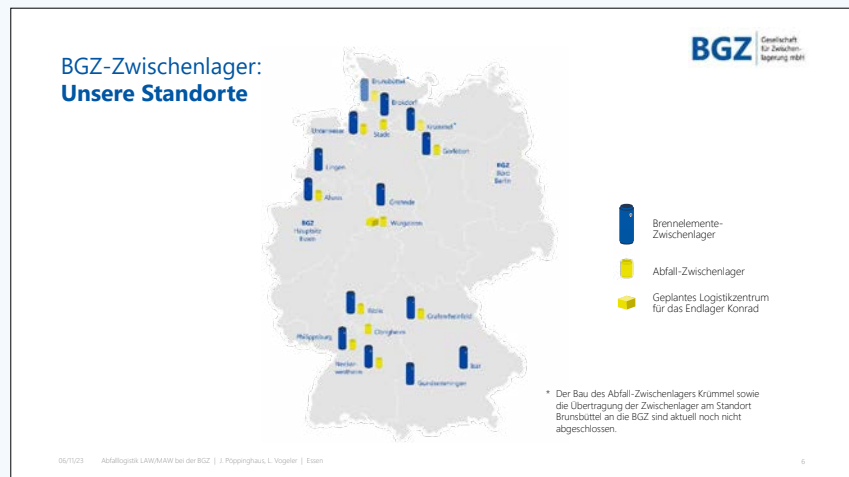 BGZ-Zwischenlager:
Unsere Standorte
BGZ
Gesellschaft
für Zwischen-
lagerung mbH
Brunsbüttel*
Brokdorf
Unterweser
Stade
Krümmel*
Gorleben
Lingen
BGZ
Büro
Berlin
Ahaus
Grohnde
BGZ
Hauptsitz
Essen
Würgassen
Biblis
Grafenrheinfeld
Obrigheim
Philippsburg
Neckar-
westheim
Isar
Gundremmingen
Brennelemente-
Zwischenlager
Abfall-Zwischenlager
Geplantes Logistikzentrum
für das Endlager Konrad
* Der Bau des Abfall-Zwischenlagers Krümmel sowie
die Übertragung der Zwischenlager am Standort
Brunsbüttel an die BGZ sind aktuell noch nicht
abgeschlossen.
06/11/23 Abfalllogistik LAW/MAW bei der BGZ | J. Pöppinghaus, L. Vogeler | Essen
6